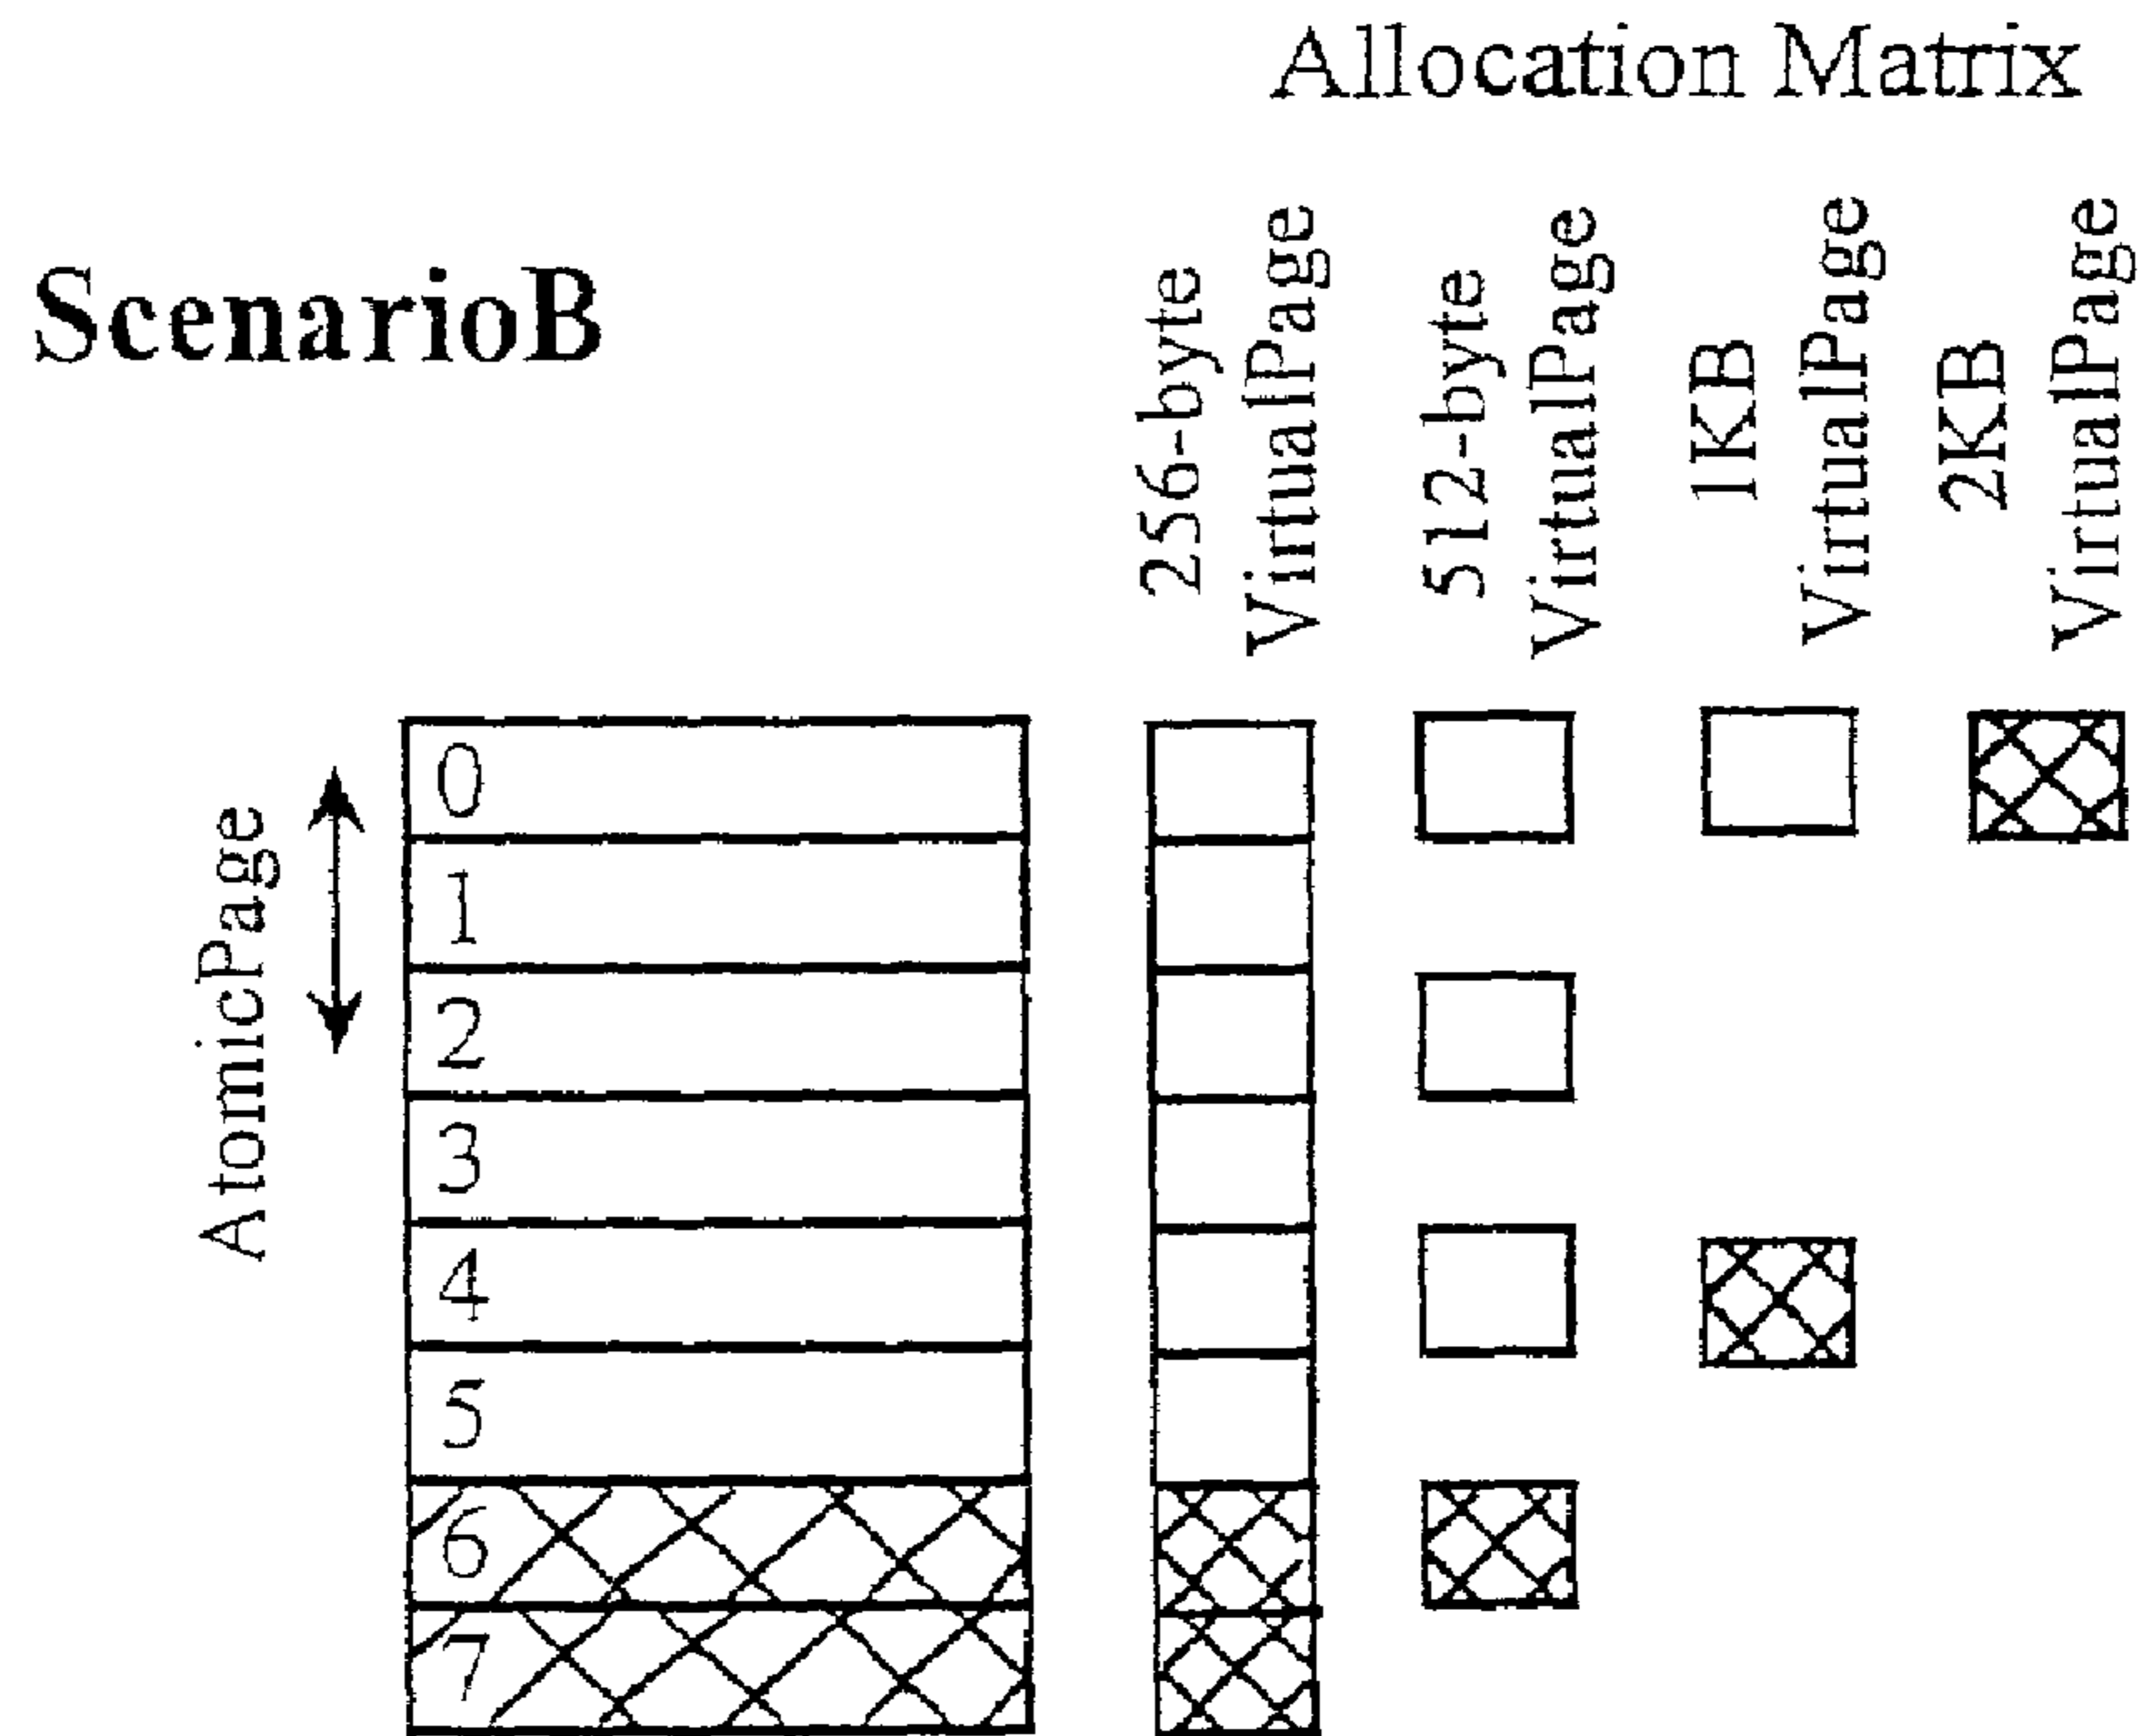 Allocation Matrix
ScenarioB
256-byte
VirtualPage
512-byte
VirtualPage
1KB
VirtualPage
2KB
VirtualPage
AtomicPage
0
1
2
3
4
5
6
7